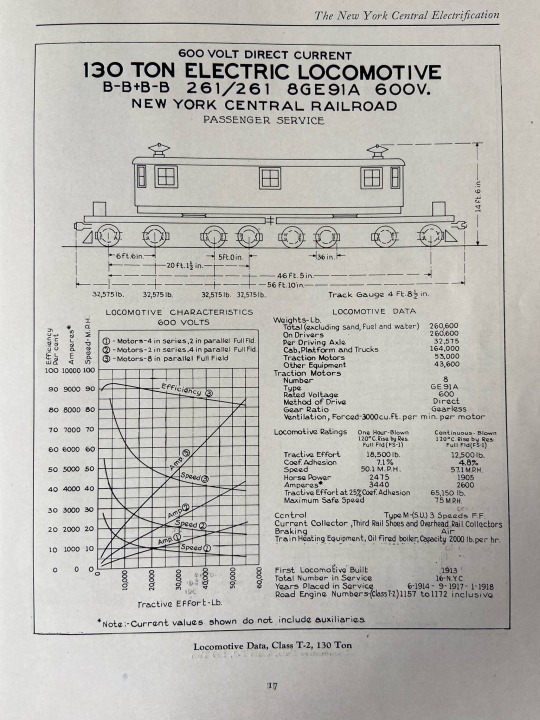 The New York Central Electrification
600 VOLT DIRECT CURRENT
130 TON ELECTRIC LOCOMOTIVE
B-B+B-B 261/261 8GE91A 600V.
NEW YORK CENTRAL RAILROAD
PASSENGER SERVICE
14 ft. 6 in.
6ft.6in.
5ft.0in.
36in.
20 ft. 1½ in.
46 ft. 5 in.
56 ft. 10 in.
32,575 lb. 32,575 lb. 32,575 lb. 32,575 lb.
Track Gauge 4 Ft. 8½ in.
LOCOMOTIVE CHARACTERISTICS
600 VOLTS
Efficiency Per cent
Amperes*
Speed-M.P.H.
① - Motors-4 in series, 2 in parallel Full Fld.
② - Motors-2 in series, 4 in parallel Full Fld.
③ - Motors-8 in parallel Full Field
100 10000 100
90 9000 90
80 8000 80
70 7000 70
60 6000 60
50 5000 50
40 4000 40
30 3000 30
20 2000 20
10 1000 10
0 0 0
Efficiency ③
Amp ③
Speed ③
Amp ②
Speed ②
Amp ①
Speed ①
10,000 20,000 30,000 40,000 50,000 60,000
Tractive Effort-Lb.
LOCOMOTIVE DATA
Weights-Lb.
Total (excluding sand, fuel and water) 260,600
On Drivers 260,600
Per Driving Axle 32,575
Cab, Platform and Trucks 164,000
Traction Motors 53,000
Other Equipment 43,600
Traction Motors
Number 8
Type GE 91A
Rated Voltage 600
Method of Drive Direct
Gear Ratio Gearless
Ventilation, Forced-3000cu.ft. per min. per motor
Locomotive Ratings One Hour-Blown Continuous-Blown
120°C. Rise by Res. 120°C. Rise by Res.
Full Fld(FS-1) Full Fld(FS-1)
Tractive Effort 18,500 lb. 12,500 lb.
Coef. Adhesion 7.1% 4.8%
Speed 50.1 M.P.H. 57.1 M.P.H.
Horse Power 2475 1905
Amperes* 3440 2600
Tractive Effort at 25% Coef. Adhesion 65,150 lb.
Maximum Safe Speed 75 M.P.H.
Control Type M-(S.U.) 3 Speeds F.F.
Current Collector, Third Rail Shoes and Overhead Rail Collectors
Braking Air
Train Heating Equipment, Oil fired boiler, Capacity 2000 lb. per hr.
First Locomotive Built 1913
Total Number in Service 16-N.Y.C.
Years Placed in Service 6-1914 - 9-1917 - 1-1918
Road Engine Numbers-(Class T-2) 1157 to 1172 inclusive
*Note:-Current values shown do not include auxiliaries
Locomotive Data, Class T-2, 130 Ton
17